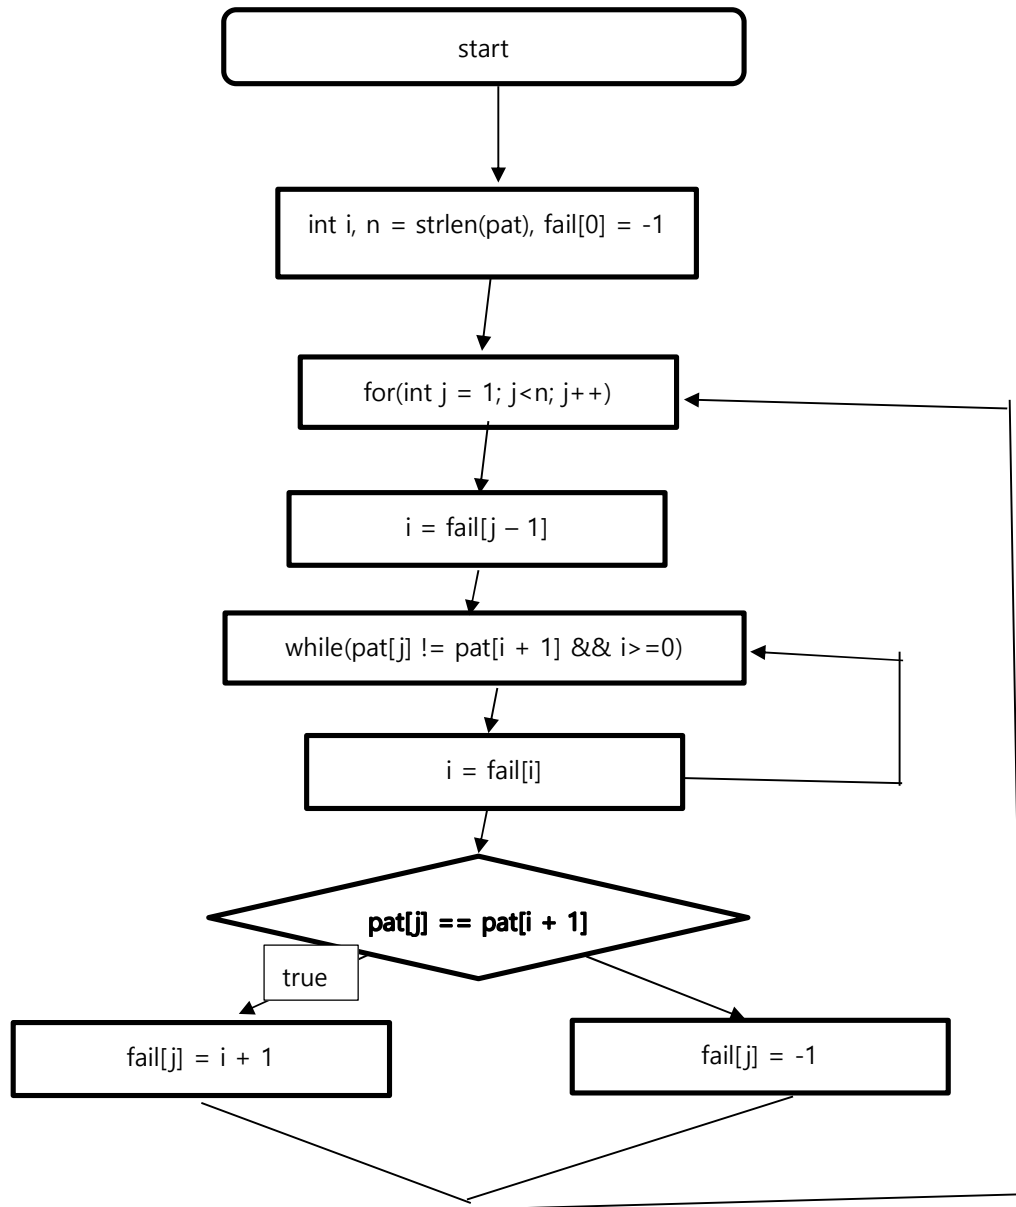 start
int i, n = strlen(pat), fail[0] = -1
for(int j = 1; j<n; j++)
i = fail[j – 1]
while(pat[j] != pat[i + 1] && i>=0)
i = fail[i]
pat[j] == pat[i + 1]
true
fail[j] = i + 1
fail[j] = -1